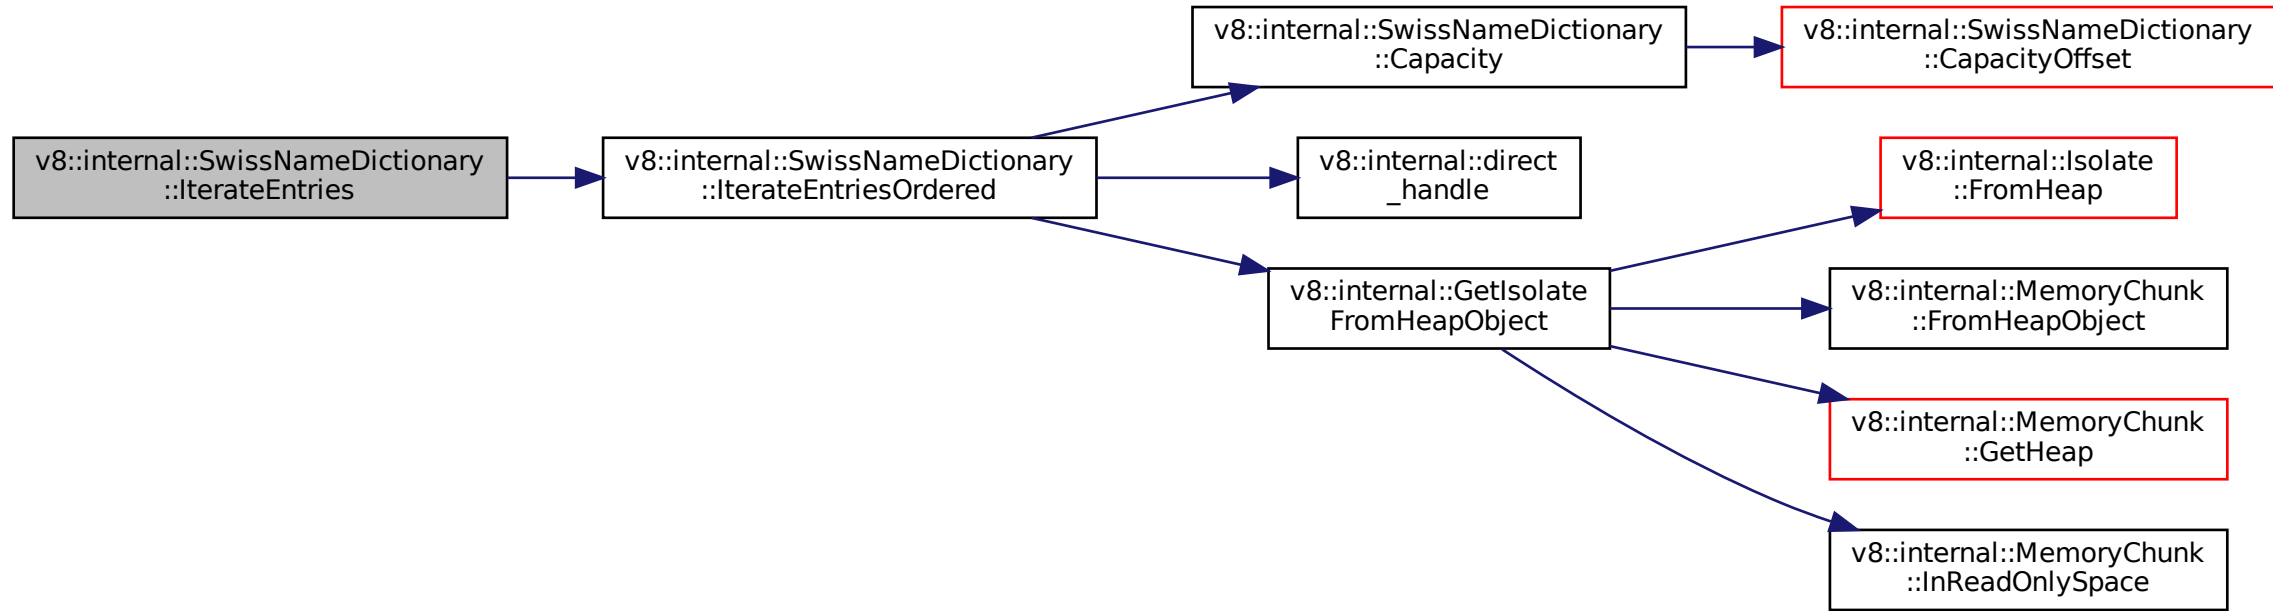 v8::internal::SwissNameDictionary
::IterateEntries
v8::internal::SwissNameDictionary
::IterateEntriesOrdered
v8::internal::SwissNameDictionary
::Capacity
v8::internal::SwissNameDictionary
::CapacityOffset
v8::internal::direct
_handle
v8::internal::GetIsolate
FromHeapObject
v8::internal::Isolate
::FromHeap
v8::internal::MemoryChunk
::FromHeapObject
v8::internal::MemoryChunk
::GetHeap
v8::internal::MemoryChunk
::InReadOnlySpace